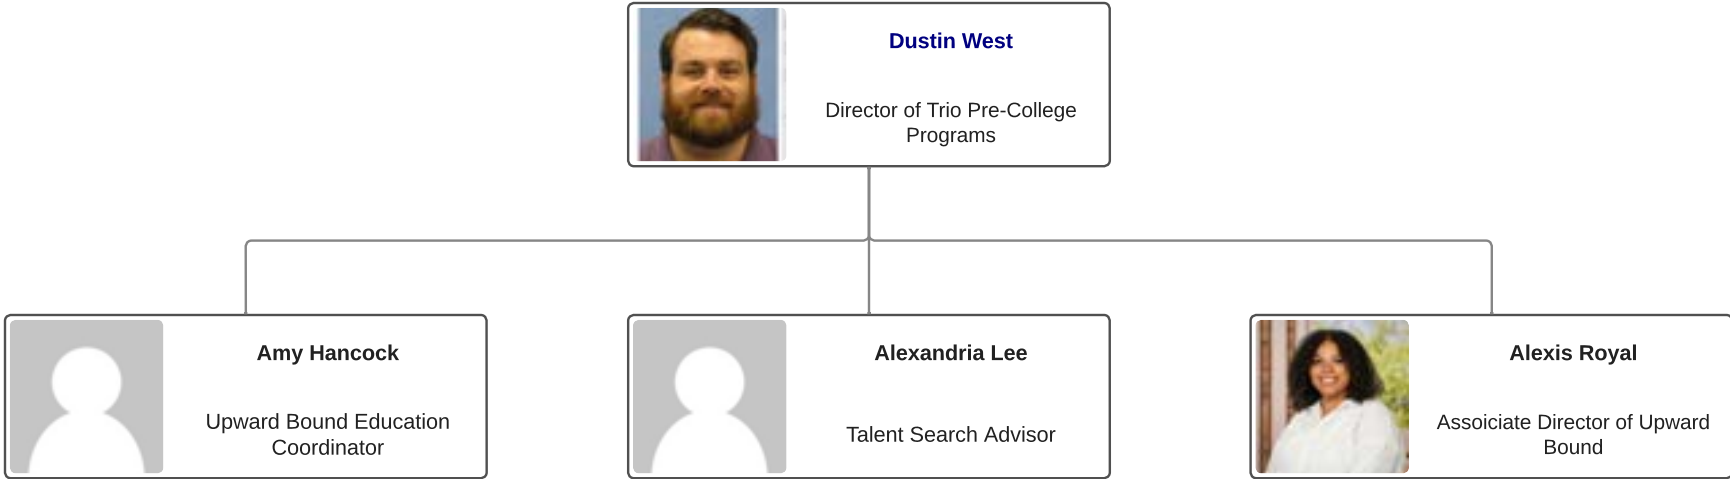 Dustin West
Director of Trio Pre-College
Programs
Amy Hancock
Upward Bound Education
Coordinator
Alexandria Lee
Talent Search Advisor
Alexis Royal
Assoiciate Director of Upward
Bound